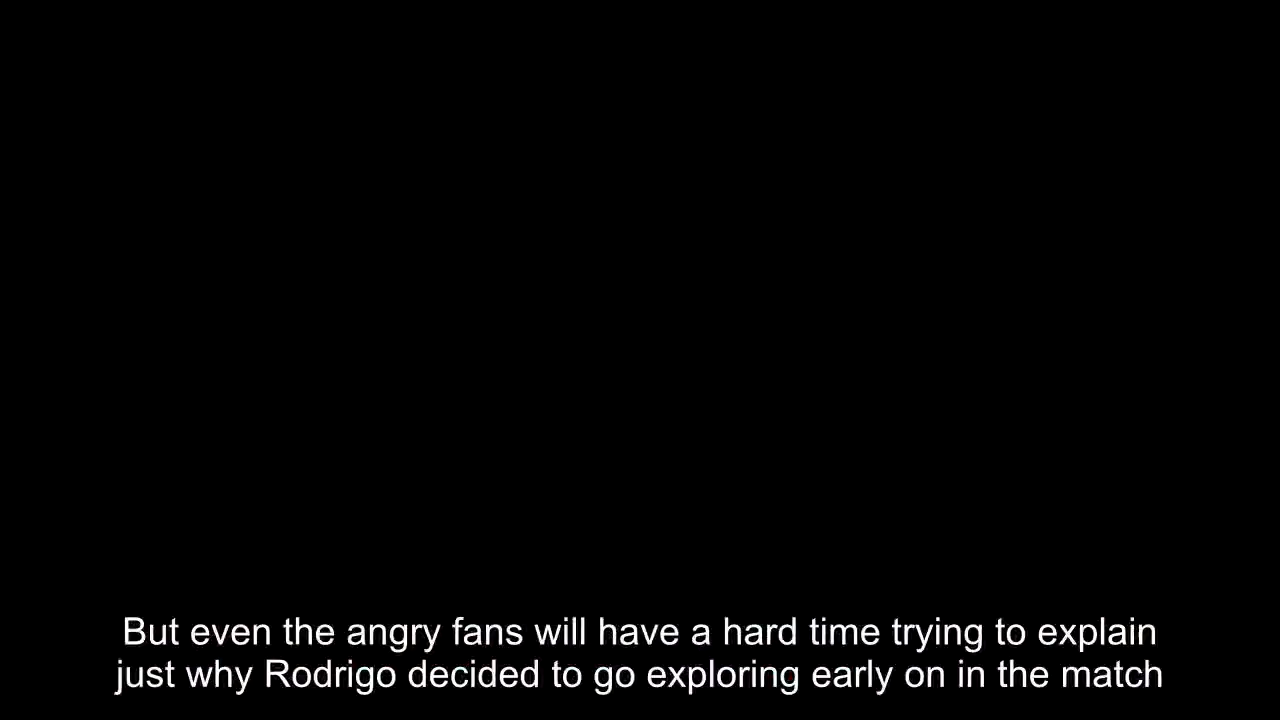 But even the angry fans will have a hard time trying to explain
just why Rodrigo decided to go exploring early on in the match